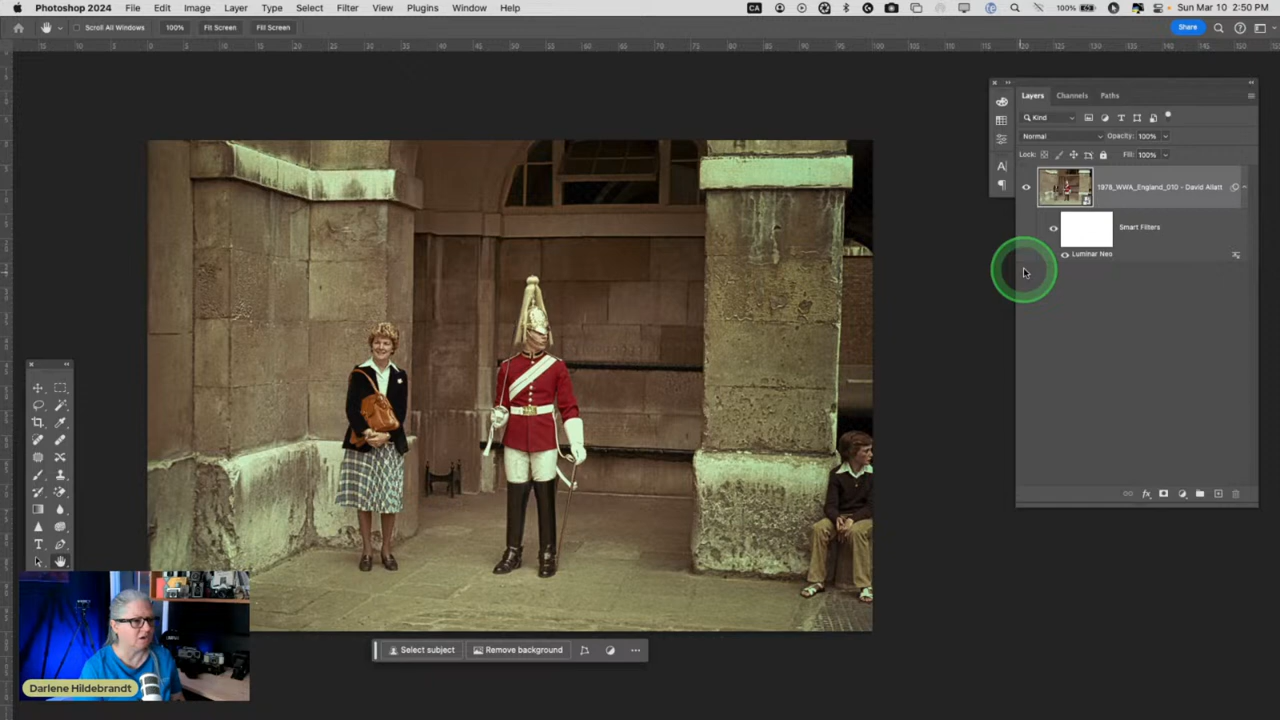 Photoshop 2024 File Edit Image Layer Type Select Filter View Plugins Window Help CA 100% Sun Mar 10 2:50 PM
Scroll All Windows 100% Fit Screen Fill Screen Share
Layers Channels Paths
Kind
Normal Opacity: 100%
Lock: Fill: 100%
1978_WWA_England_010 - David Allatt
Smart Filters
Luminar Neo
Select subject Remove background
Darlene Hildebrandt